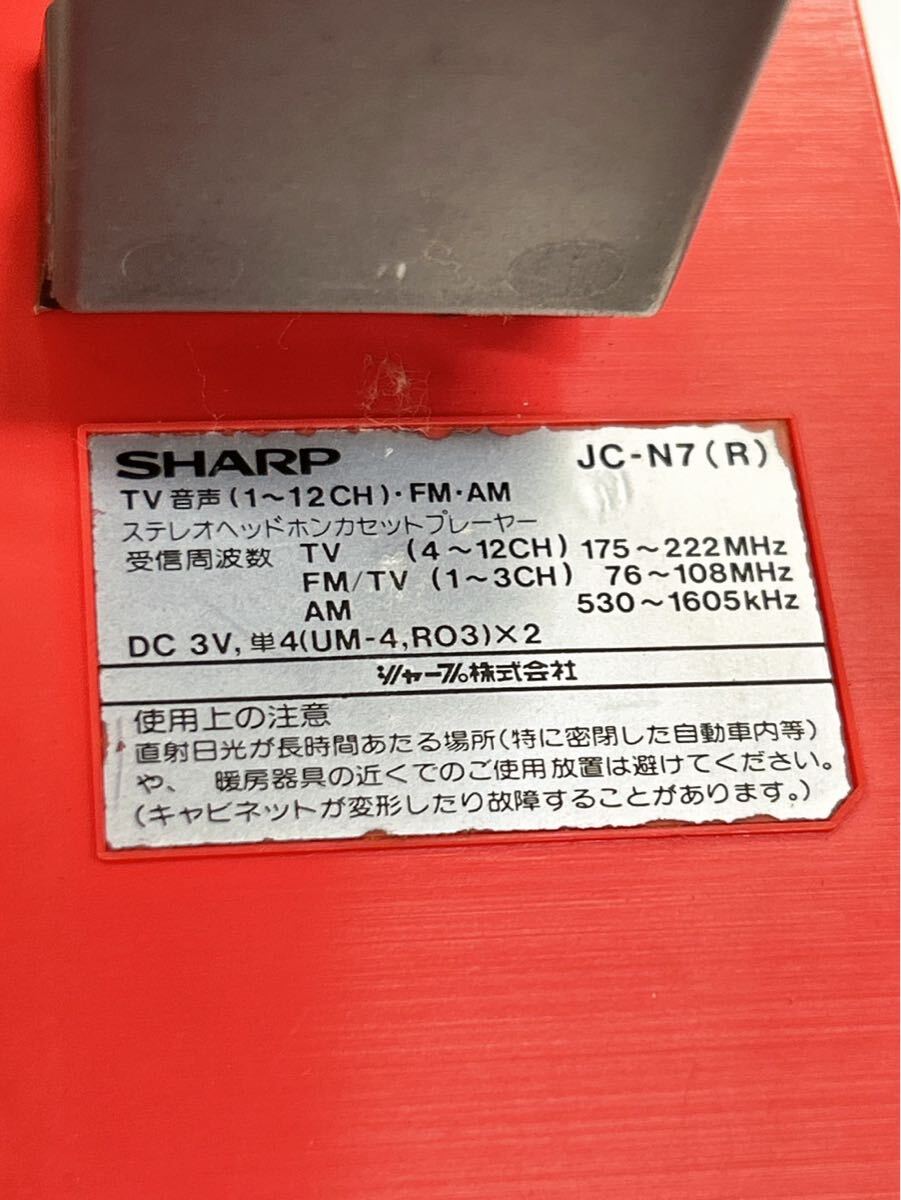 SHARP JC-N7(R)
TV音声(1～12CH)・FM・AM
ステレオヘッドホンカセットプレーヤー
受信周波数 TV (4～12CH) 175～222MHz
FM/TV (1～3CH) 76～108MHz
AM 530～1605kHz
DC 3V, 単4(UM-4,RO3)×2
シャープ株式会社
使用上の注意
直射日光が長時間あたる場所(特に密閉した自動車内等)
や、 暖房器具の近くでのご使用放置は避けてください。
(キャビネットが変形したり故障することがあります。)